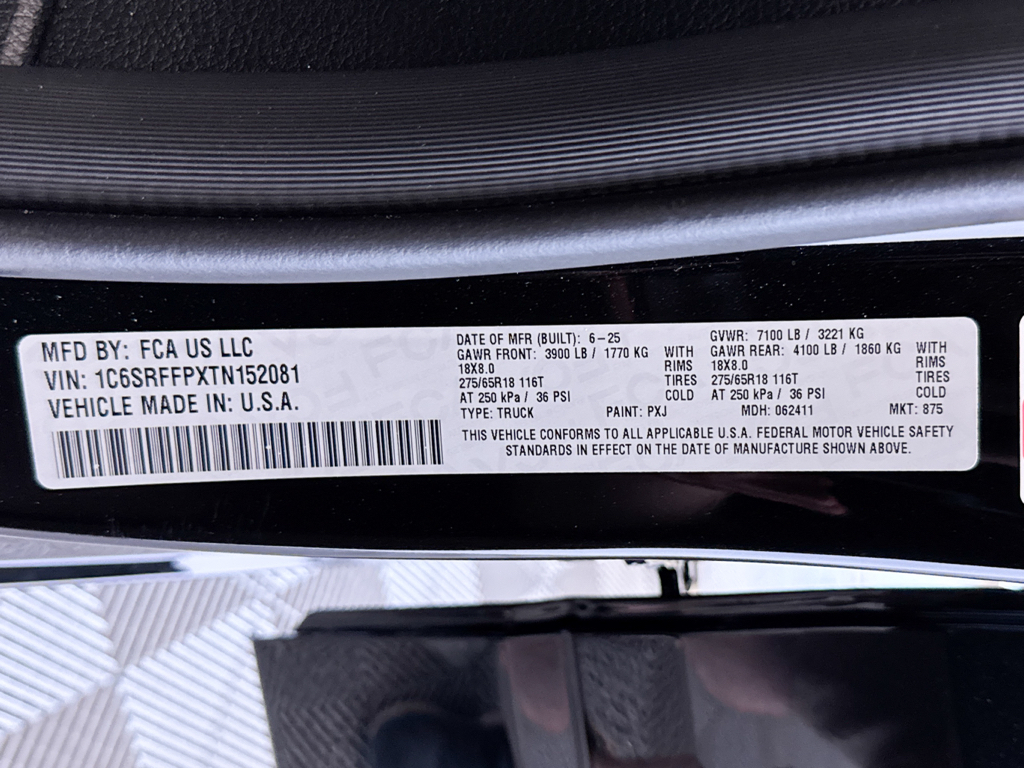 MFD BY: FCA US LLC
VIN: 1C6SRFFPXTN152081
VEHICLE MADE IN: U.S.A.
DATE OF MFR (BUILT): 6-25
GAWR FRONT: 3900 LB / 1770 KG WITH
18X8.0 RIMS
275/65R18 116T TIRES
AT 250 kPa / 36 PSI COLD
TYPE: TRUCK PAINT: PXJ
GVWR: 7100 LB / 3221 KG
GAWR REAR: 4100 LB / 1860 KG WITH
18X8.0 RIMS
275/65R18 116T TIRES
AT 250 kPa / 36 PSI COLD
MDH: 062411 MKT: 875
THIS VEHICLE CONFORMS TO ALL APPLICABLE U.S.A. FEDERAL MOTOR VEHICLE SAFETY
STANDARDS IN EFFECT ON THE DATE OF MANUFACTURE SHOWN ABOVE.